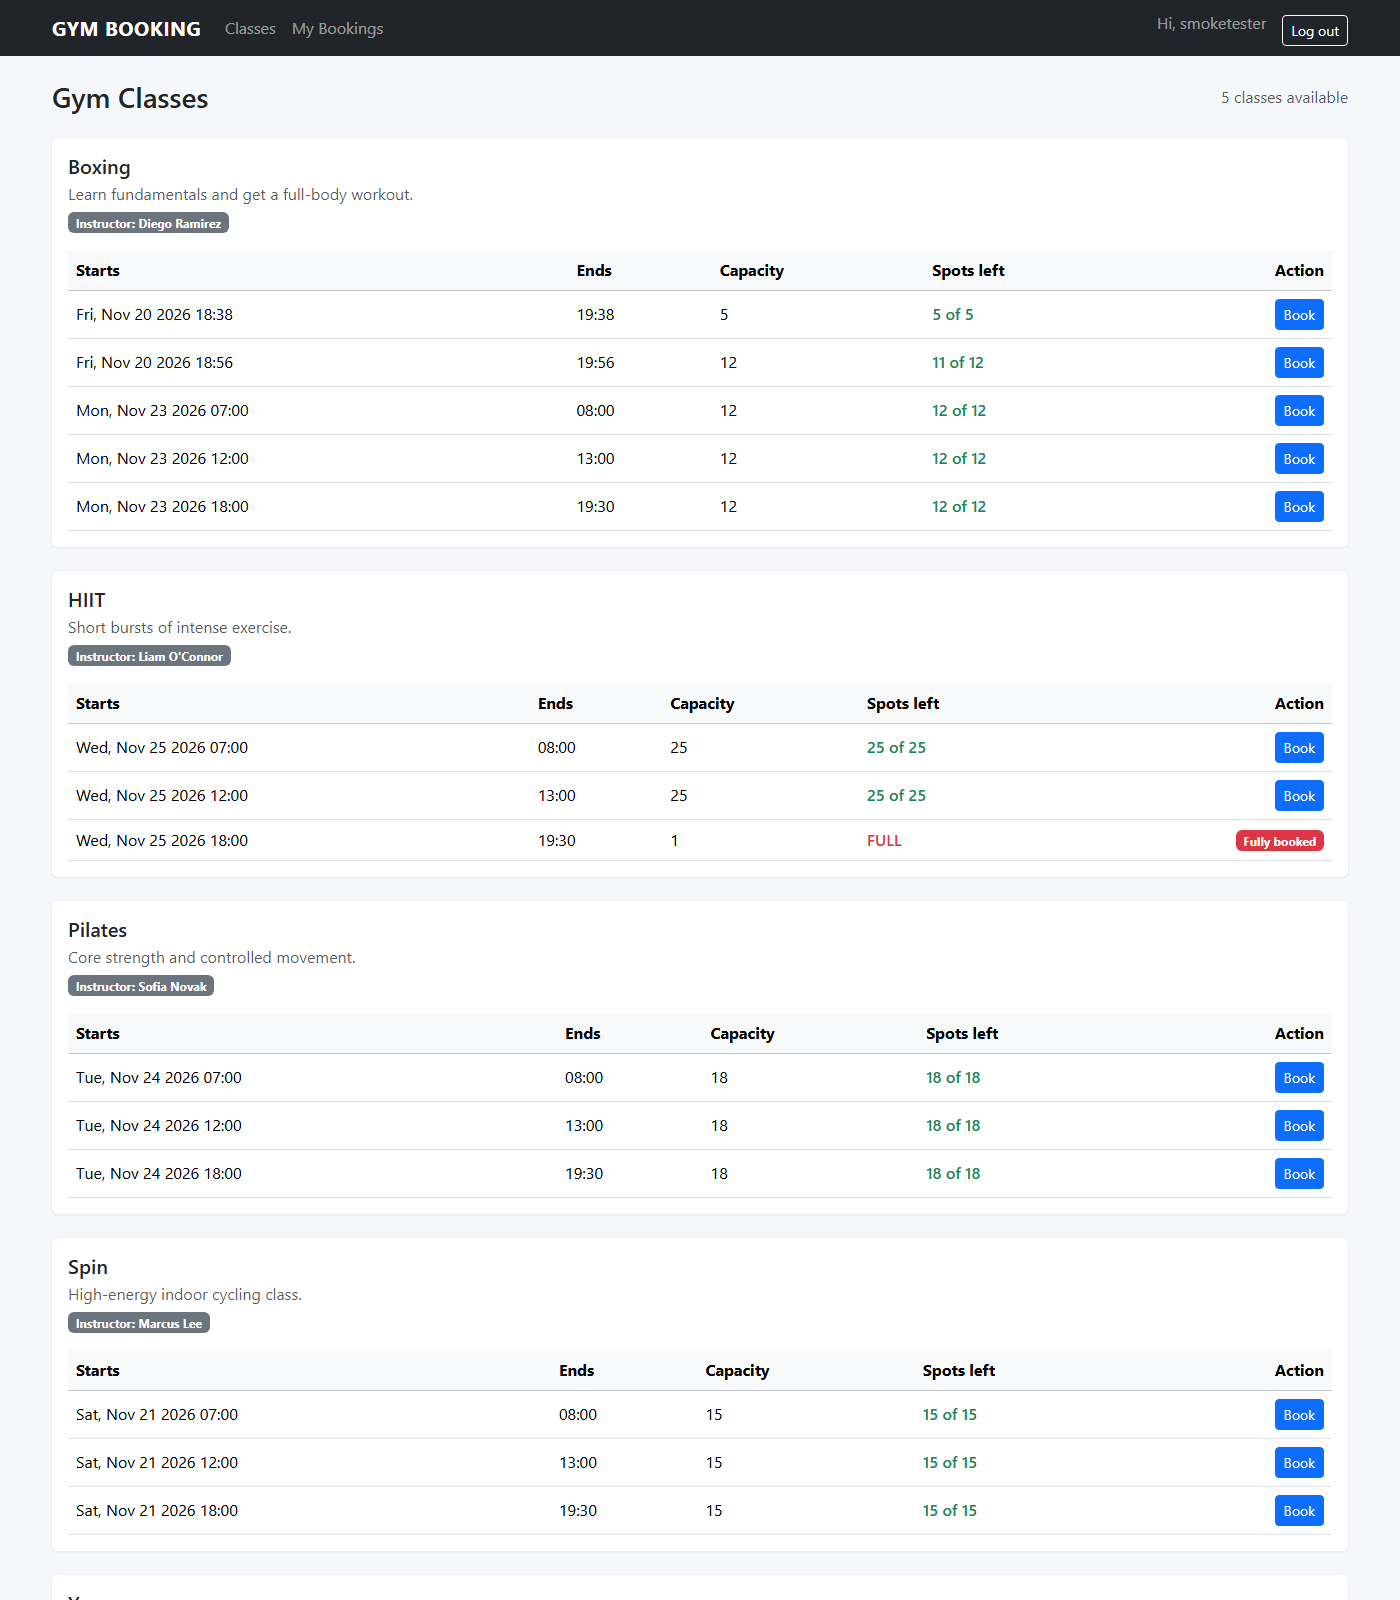 GYM BOOKING Classes My Bookings Hi, smoketester Log out
Gym Classes 5 classes available
Boxing
Learn fundamentals and get a full-body workout.
Instructor: Diego Ramirez
Starts Ends Capacity Spots left Action
Fri, Nov 20 2026 18:38 19:38 5 5 of 5 Book
Fri, Nov 20 2026 18:56 19:56 12 11 of 12 Book
Mon, Nov 23 2026 07:00 08:00 12 12 of 12 Book
Mon, Nov 23 2026 12:00 13:00 12 12 of 12 Book
Mon, Nov 23 2026 18:00 19:30 12 12 of 12 Book
HIIT
Short bursts of intense exercise.
Instructor: Liam O'Connor
Starts Ends Capacity Spots left Action
Wed, Nov 25 2026 07:00 08:00 25 25 of 25 Book
Wed, Nov 25 2026 12:00 13:00 25 25 of 25 Book
Wed, Nov 25 2026 18:00 19:30 1 FULL Fully booked
Pilates
Core strength and controlled movement.
Instructor: Sofia Novak
Starts Ends Capacity Spots left Action
Tue, Nov 24 2026 07:00 08:00 18 18 of 18 Book
Tue, Nov 24 2026 12:00 13:00 18 18 of 18 Book
Tue, Nov 24 2026 18:00 19:30 18 18 of 18 Book
Spin
High-energy indoor cycling class.
Instructor: Marcus Lee
Starts Ends Capacity Spots left Action
Sat, Nov 21 2026 07:00 08:00 15 15 of 15 Book
Sat, Nov 21 2026 12:00 13:00 15 15 of 15 Book
Sat, Nov 21 2026 18:00 19:30 15 15 of 15 Book